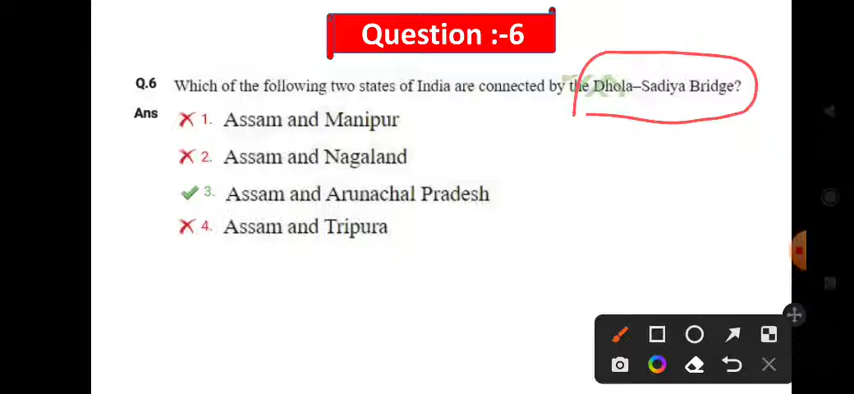 Question :-6
Q.6 Which of the following two states of India are connected by the Dhola–Sadiya Bridge?
Ans 1. Assam and Manipur
2. Assam and Nagaland
3. Assam and Arunachal Pradesh
4. Assam and Tripura